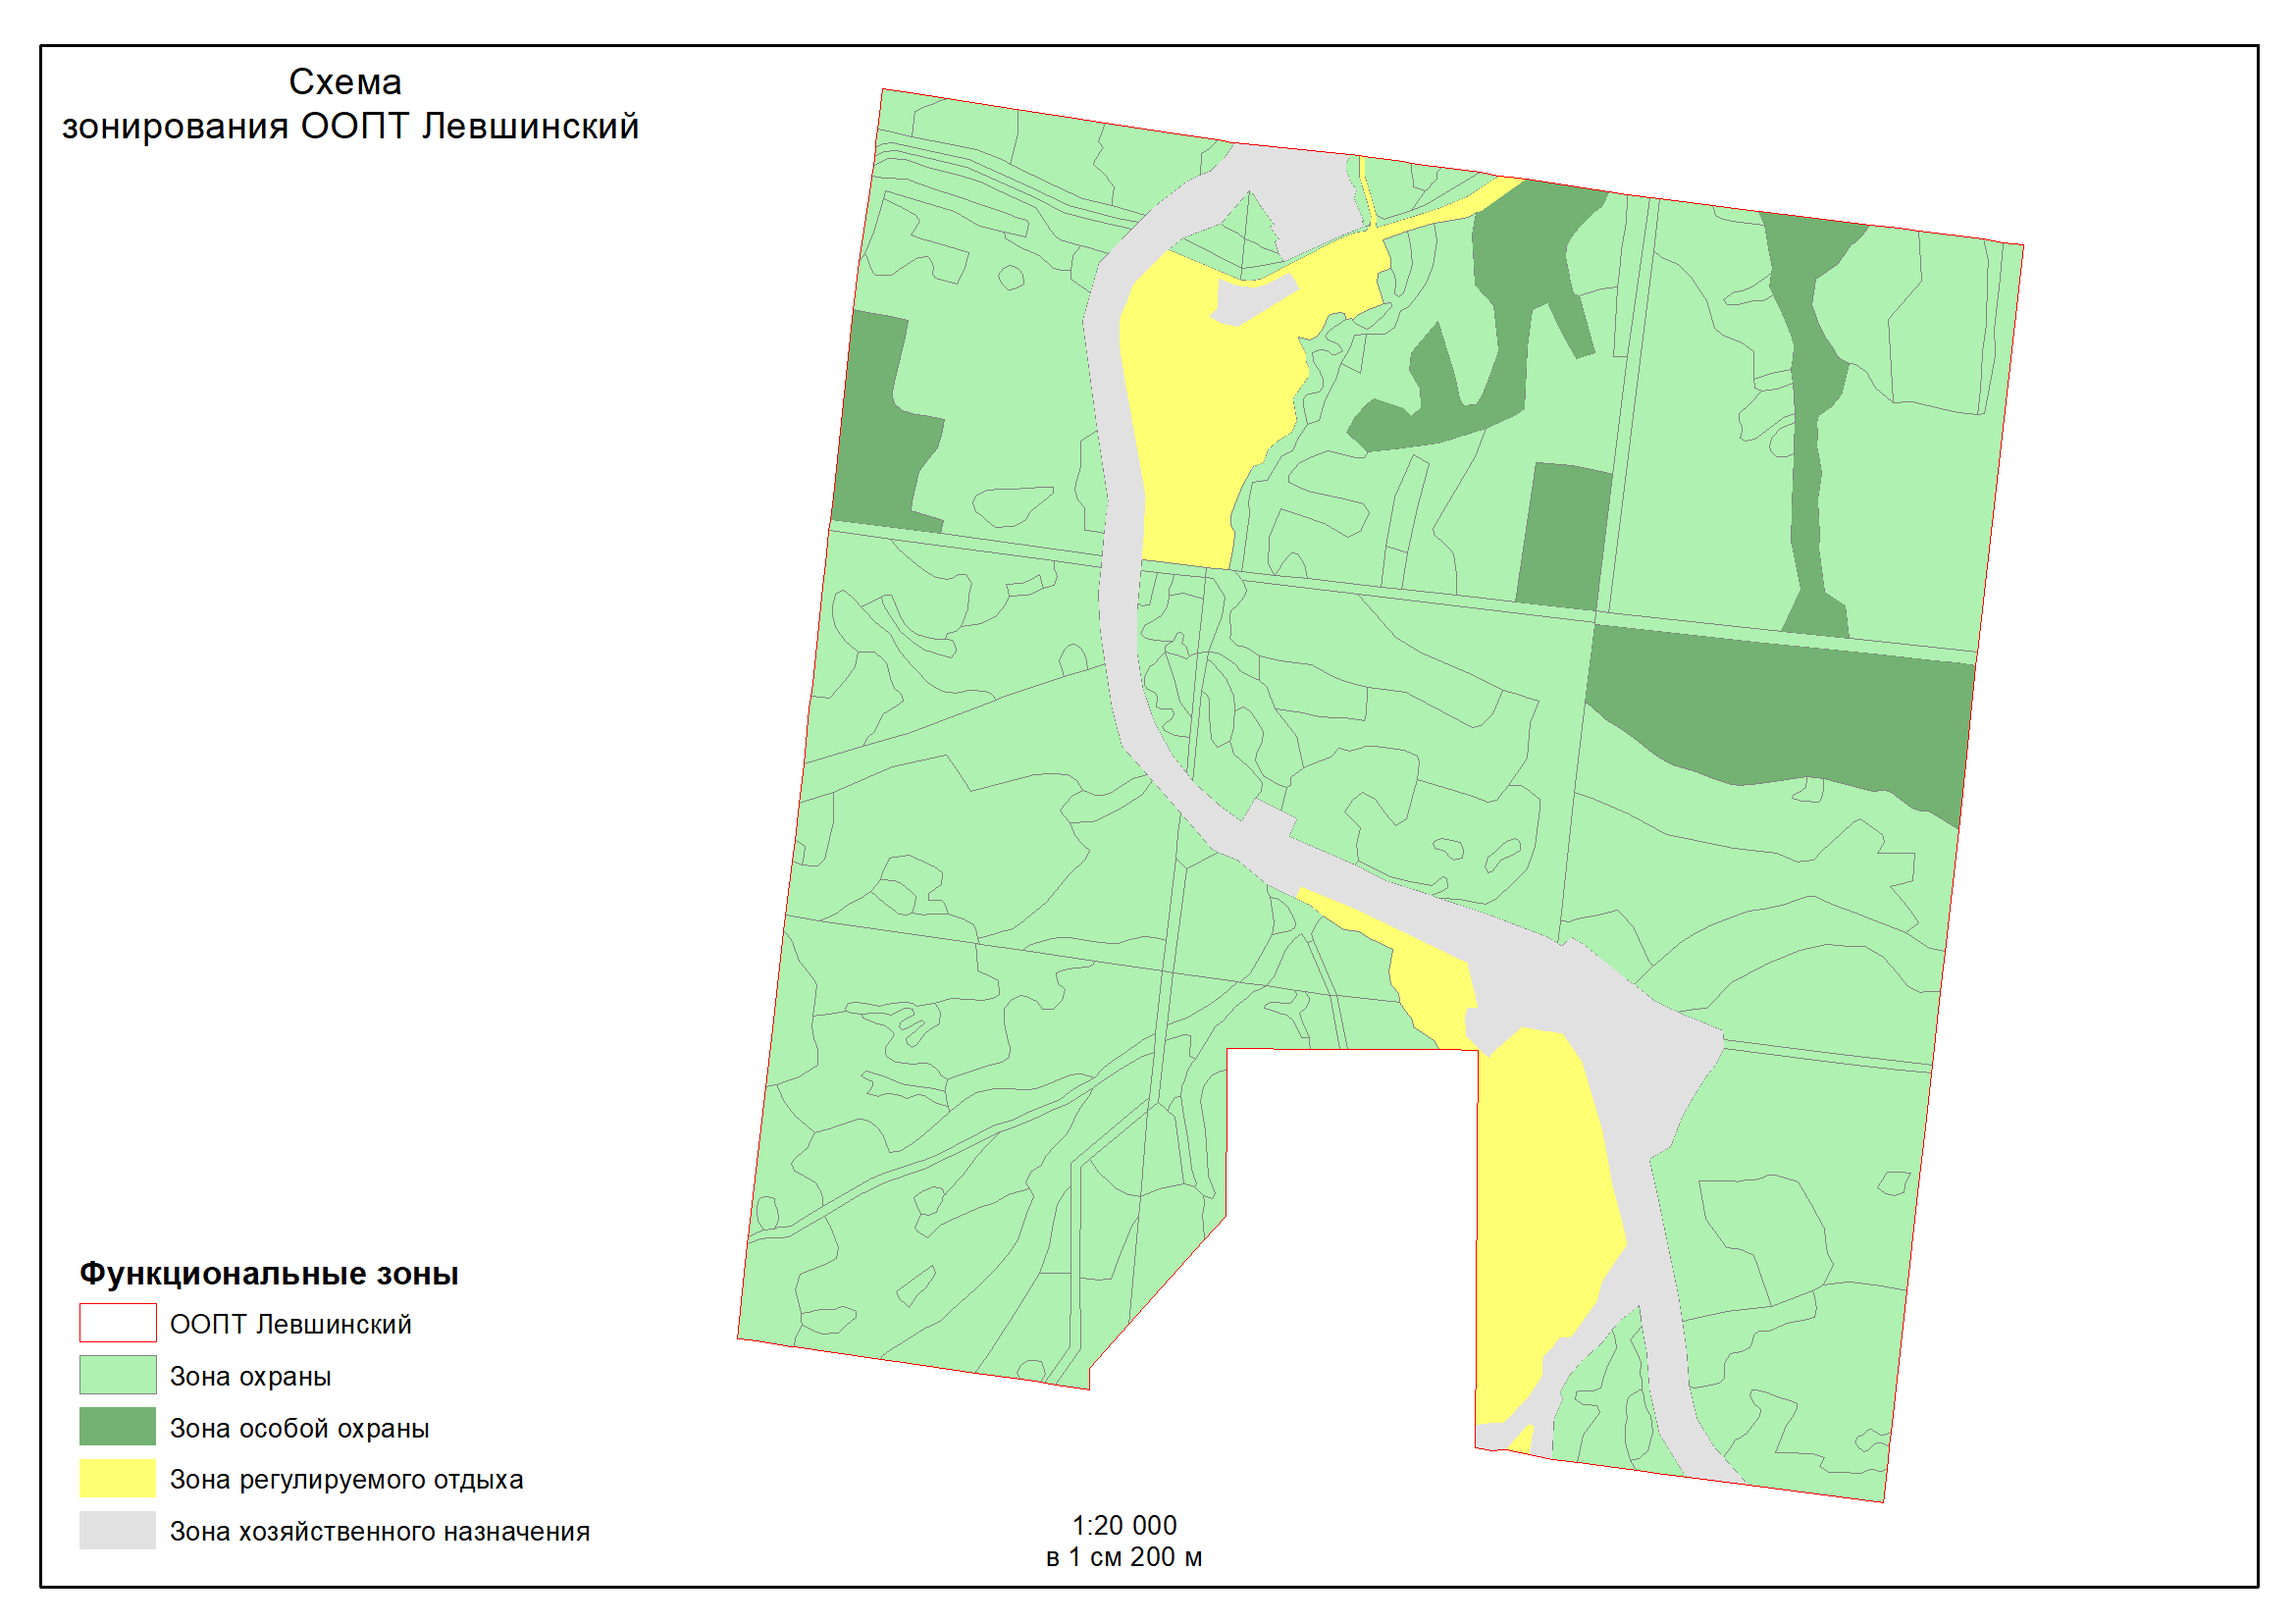 Схема
зонирования ООПТ Левшинский
Функциональные зоны
ООПТ Левшинский
Зона охраны
Зона особой охраны
Зона регулируемого отдыха
Зона хозяйственного назначения
1:20 000
в 1 см 200 м